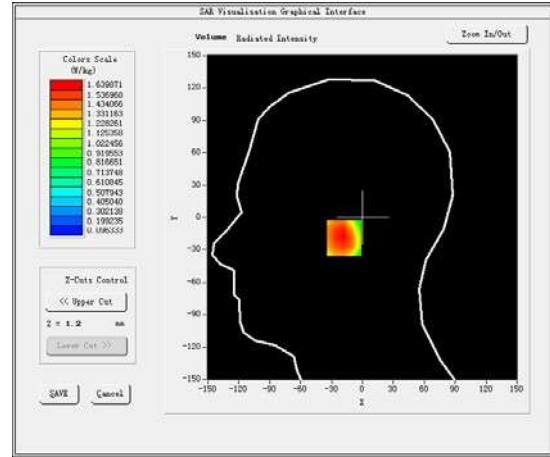 SAR Visualisation Graphical Interface
Volume Radiated Intensity
Zoom In/Out
Colors Scale
(W/kg)
1.639871
1.536968
1.434066
1.331163
1.228261
1.125358
1.022456
0.919553
0.816651
0.713748
0.610845
0.507943
0.405040
0.302138
0.199235
0.096333
Z-Cuts Control
<< Upper Cut
Z = 1.2 mm
Lower Cut >>
SAVE
Cancel
150
120
90
60
30
0
-30
-60
-90
-120
-150
Y
-150 -120 -90 -60 -30 0 30 60 90 120 150
X